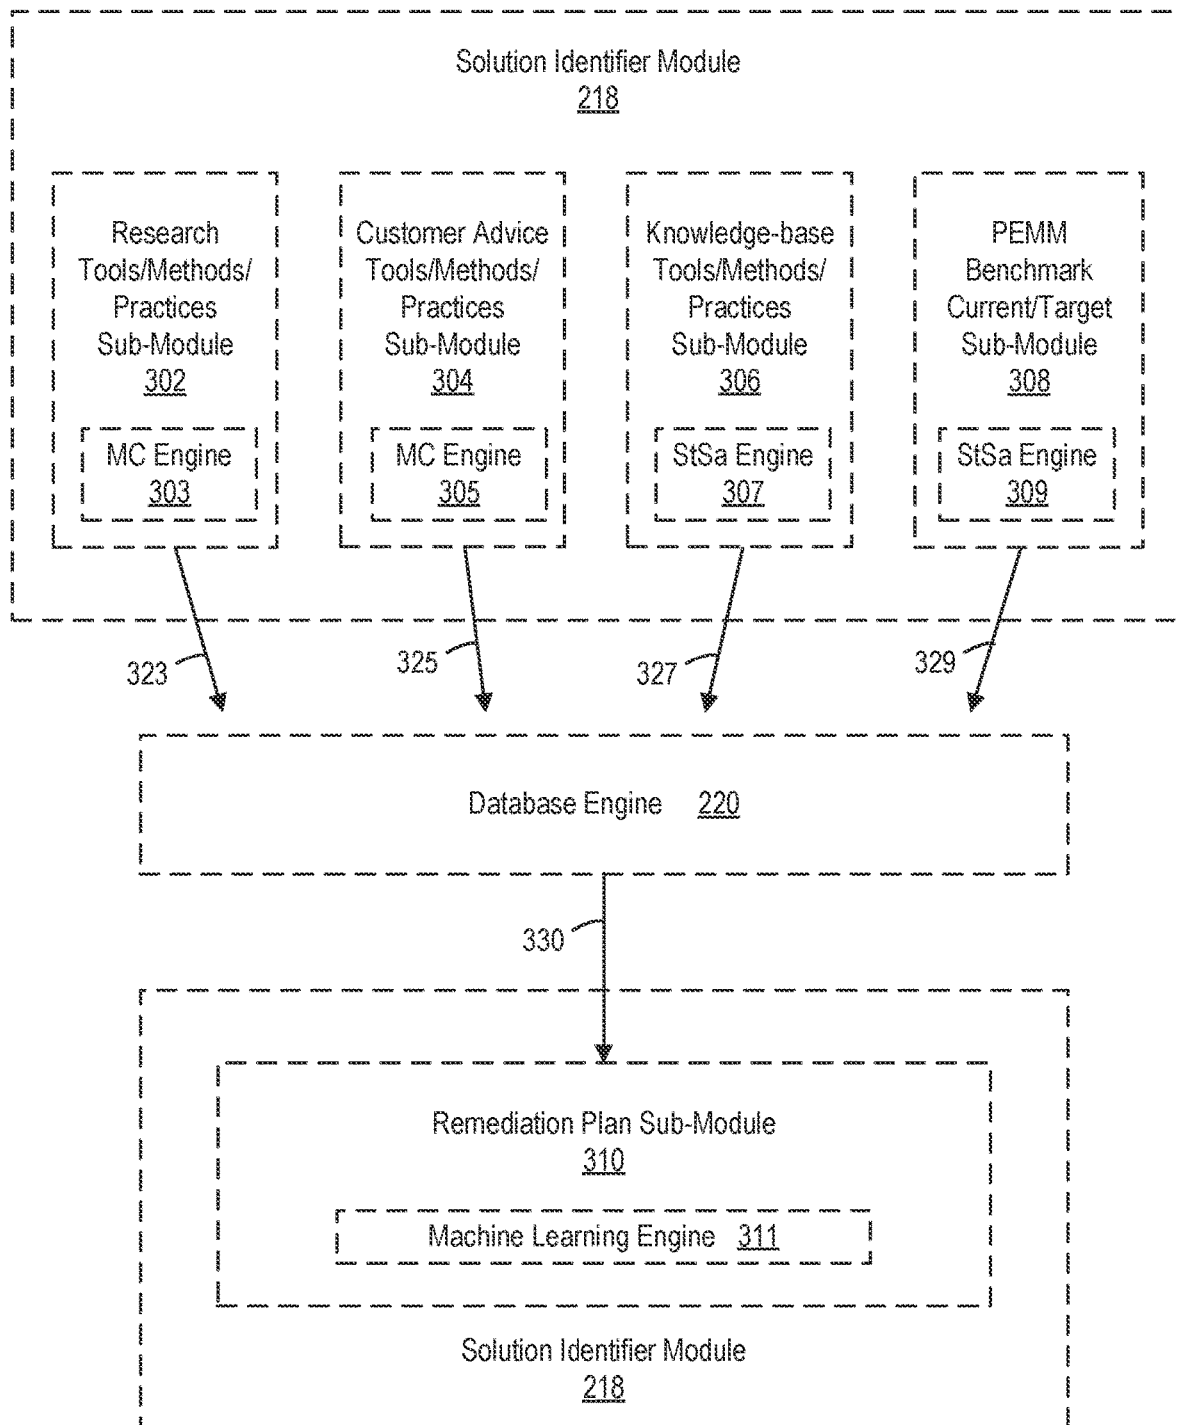 Solution Identifier Module
218
Research
Tools/Methods/
Practices
Sub-Module
302
MC Engine
303
Customer Advice
Tools/Methods/
Practices
Sub-Module
304
MC Engine
305
Knowledge-base
Tools/Methods/
Practices
Sub-Module
306
StSa Engine
307
PEMM
Benchmark
Current/Target
Sub-Module
308
StSa Engine
309
323
325
327
329
Database Engine 220
330
Remediation Plan Sub-Module
310
Machine Learning Engine 311
Solution Identifier Module
218